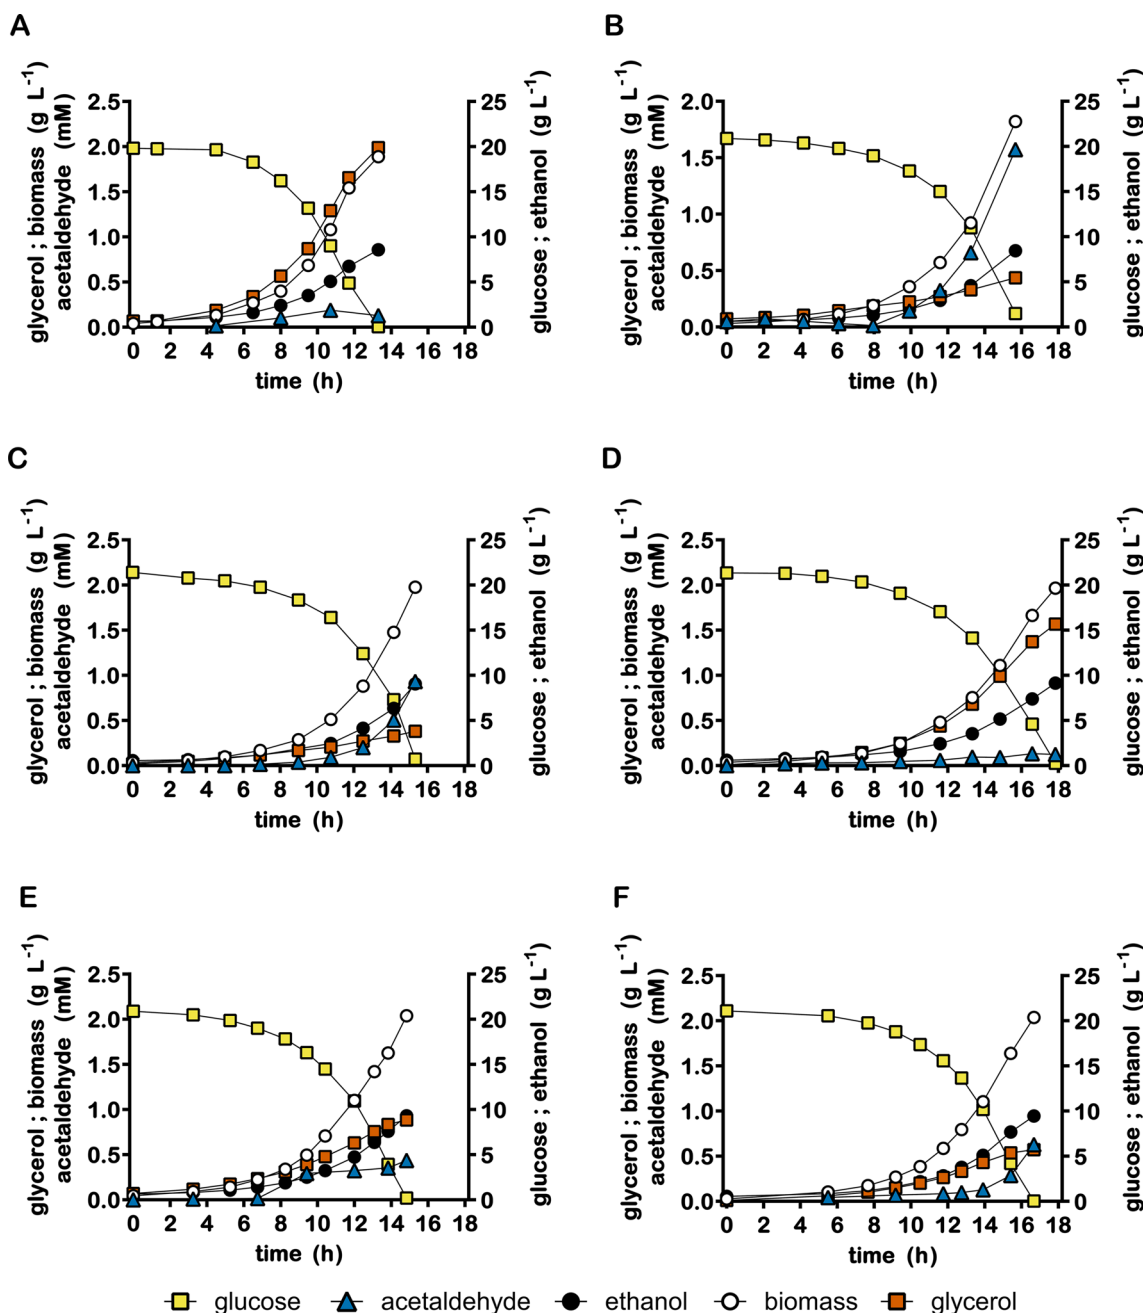 A
glycerol ; biomass (g L-1)
acetaldehyde (mM)
2.5
2.0
1.5
1.0
0.5
0.0
25
20
15
10
5
0
glucose ; ethanol (g L-1)
0 2 4 6 8 10 12 14 16 18
time (h)
B
glycerol ; biomass (g L-1)
acetaldehyde (mM)
2.0
1.5
1.0
0.5
0.0
25
20
15
10
5
0
glucose ; ethanol (g L-1)
0 2 4 6 8 10 12 14 16 18
time (h)
C
glycerol ; biomass (g L-1)
acetaldehyde (mM)
2.5
2.0
1.5
1.0
0.5
0.0
25
20
15
10
5
0
glucose ; ethanol (g L-1)
0 2 4 6 8 10 12 14 16 18
time (h)
D
glycerol ; biomass (g L-1)
acetaldehyde (mM)
2.5
2.0
1.5
1.0
0.5
0.0
25
20
15
10
5
0
glucose ; ethanol (g L-1)
0 2 4 6 8 10 12 14 16 18
time (h)
E
glycerol ; biomass (g L-1)
acetaldehyde (mM)
2.5
2.0
1.5
1.0
0.5
0.0
25
20
15
10
5
0
glucose ; ethanol (g L-1)
0 2 4 6 8 10 12 14 16 18
time (h)
F
glycerol ; biomass (g L-1)
acetaldehyde (mM)
2.5
2.0
1.5
1.0
0.5
0.0
25
20
15
10
5
0
glucose ; ethanol (g L-1)
0 2 4 6 8 10 12 14 16 18
time (h)
glucose acetaldehyde ethanol biomass glycerol